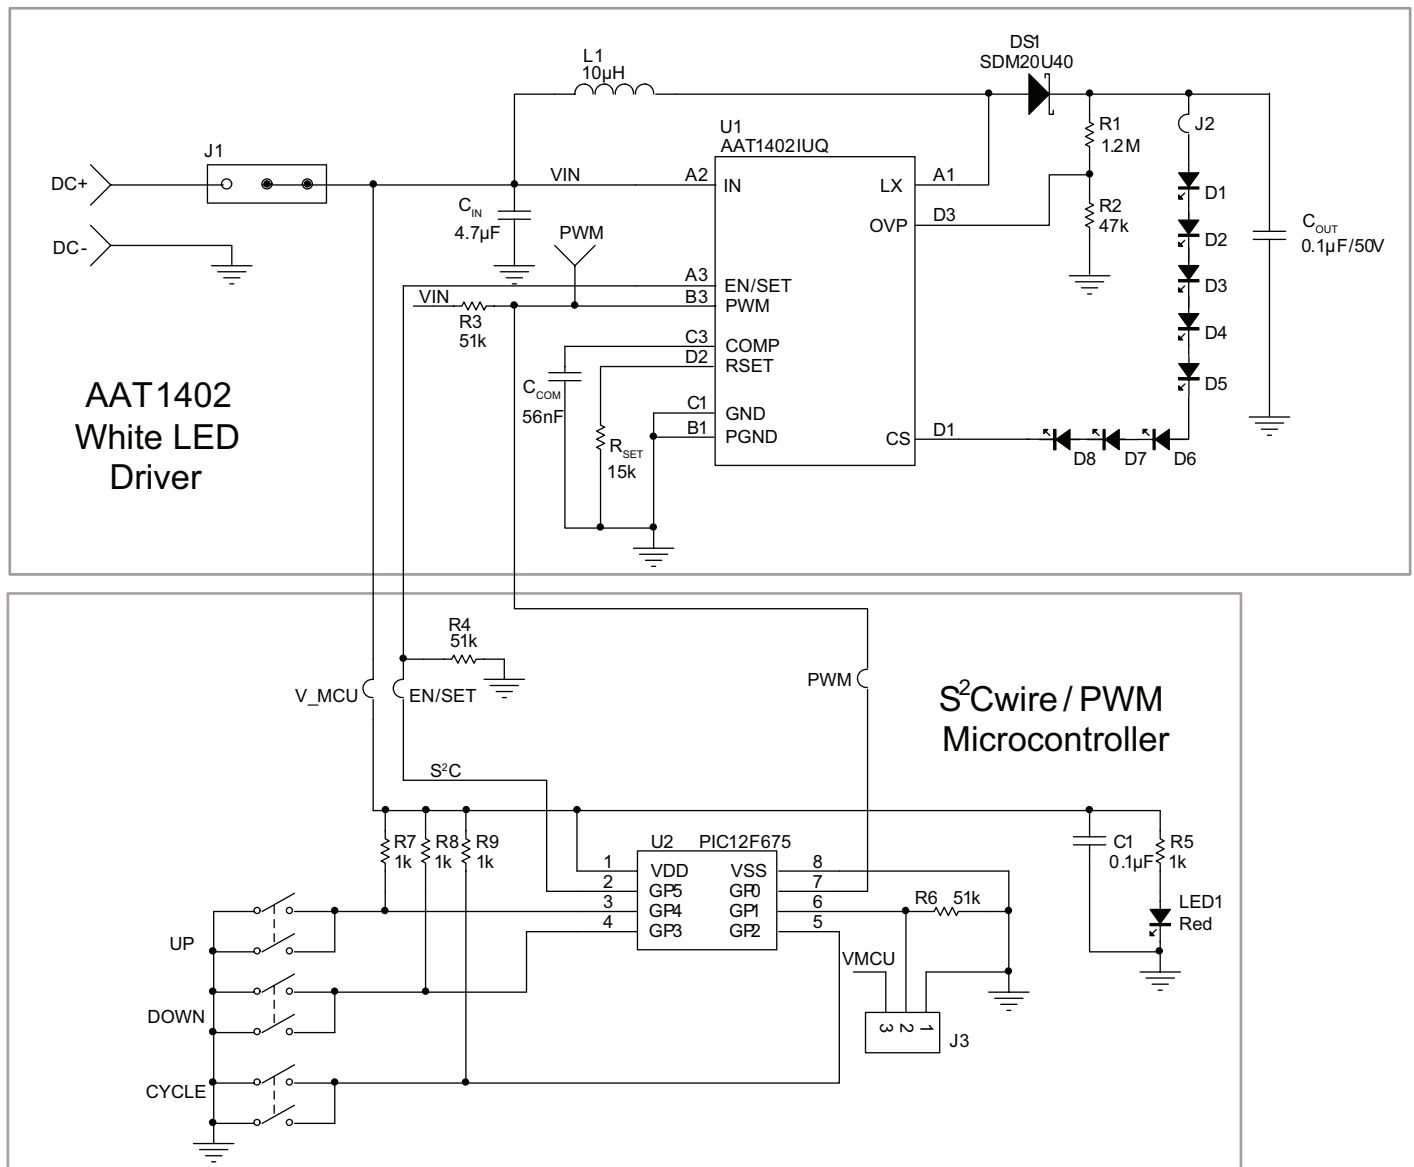 DS1
SDM20U40
L1
10µH
U1
AAT1402IUQ
R1
1.2M
J2
J1
DC+
VIN
A2
IN
LX
A1
D1
C_IN
4.7µF
PWM
OVP
D3
R2
47k
D2
C_OUT
0.1µF/50V
DC-
D3
A3
EN/SET
VIN
B3
PWM
R3
51k
D4
C3
COMP
D2
RSET
C_COM
56nF
D5
C1
GND
B1
PGND
CS
D1
R_SET
15k
D8
D7
D6
AAT1402
White LED
Driver
R4
51k
V_MCU
EN/SET
PWM
S²Cwire / PWM
Microcontroller
S²C
R7
1k
R8
1k
R9
1k
U2
PIC12F675
C1
0.1µF
R5
1k
1
VDD
VSS
8
2
GP5
GP0
7
3
GP4
GP1
6
R6
51k
4
GP3
GP2
5
LED1
Red
UP
VMCU
DOWN
3
2
1
J3
CYCLE